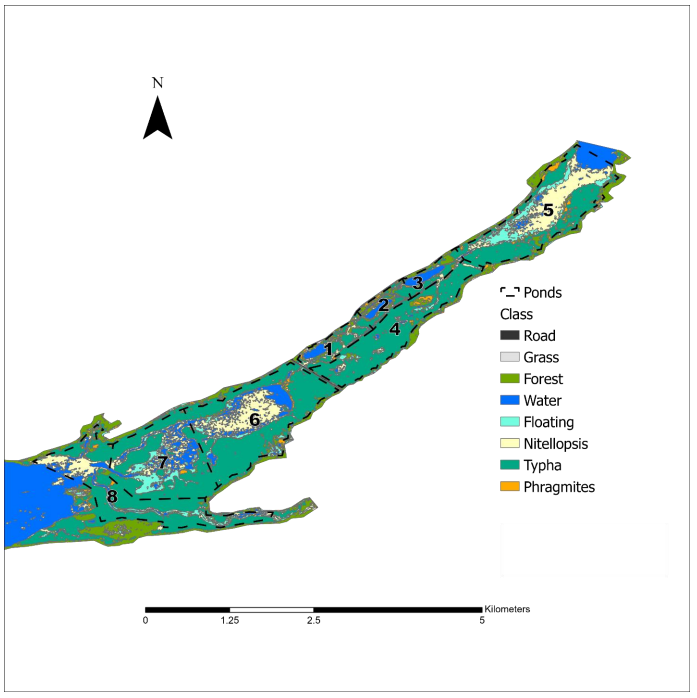 N
5
3
2
4
1
6
7
8
Ponds
Class
Road
Grass
Forest
Water
Floating
Nitellopsis
Typha
Phragmites
Kilometers
0 1.25 2.5 5